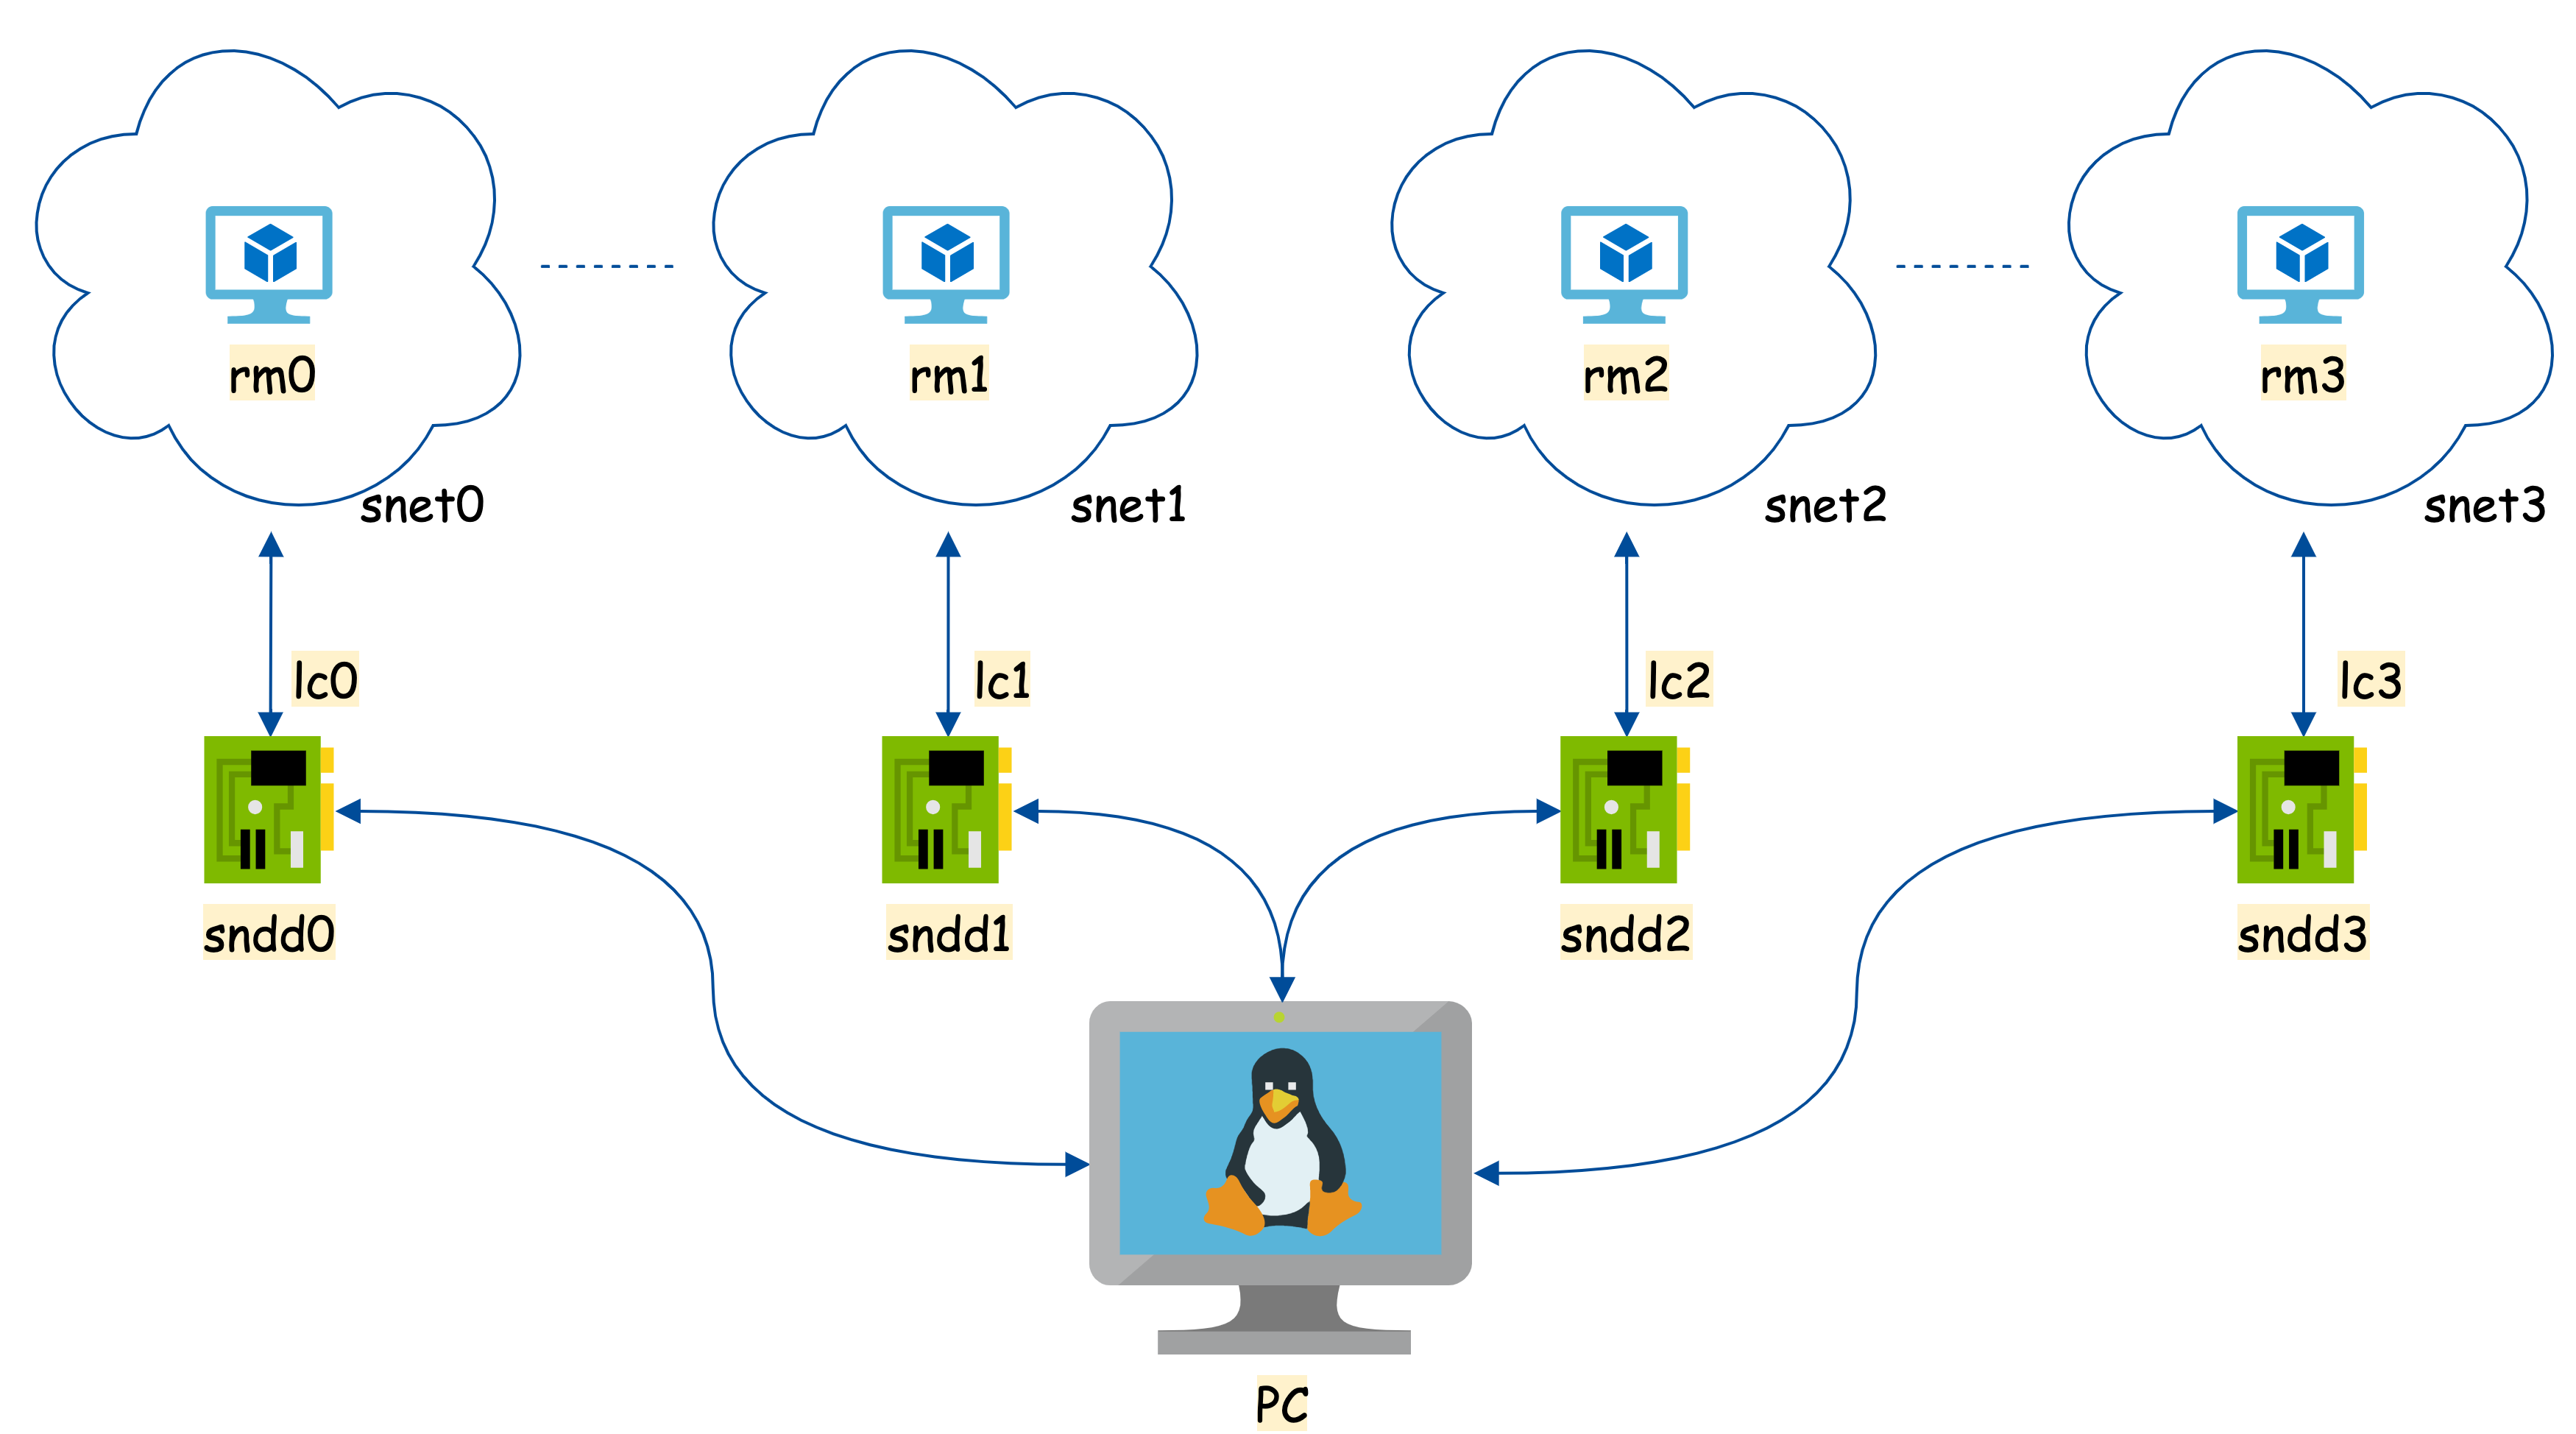 rm0
rm1
rm2
rm3
snet0
snet1
snet2
snet3
lc0
lc1
lc2
lc3
sndd0
sndd1
sndd2
sndd3
PC